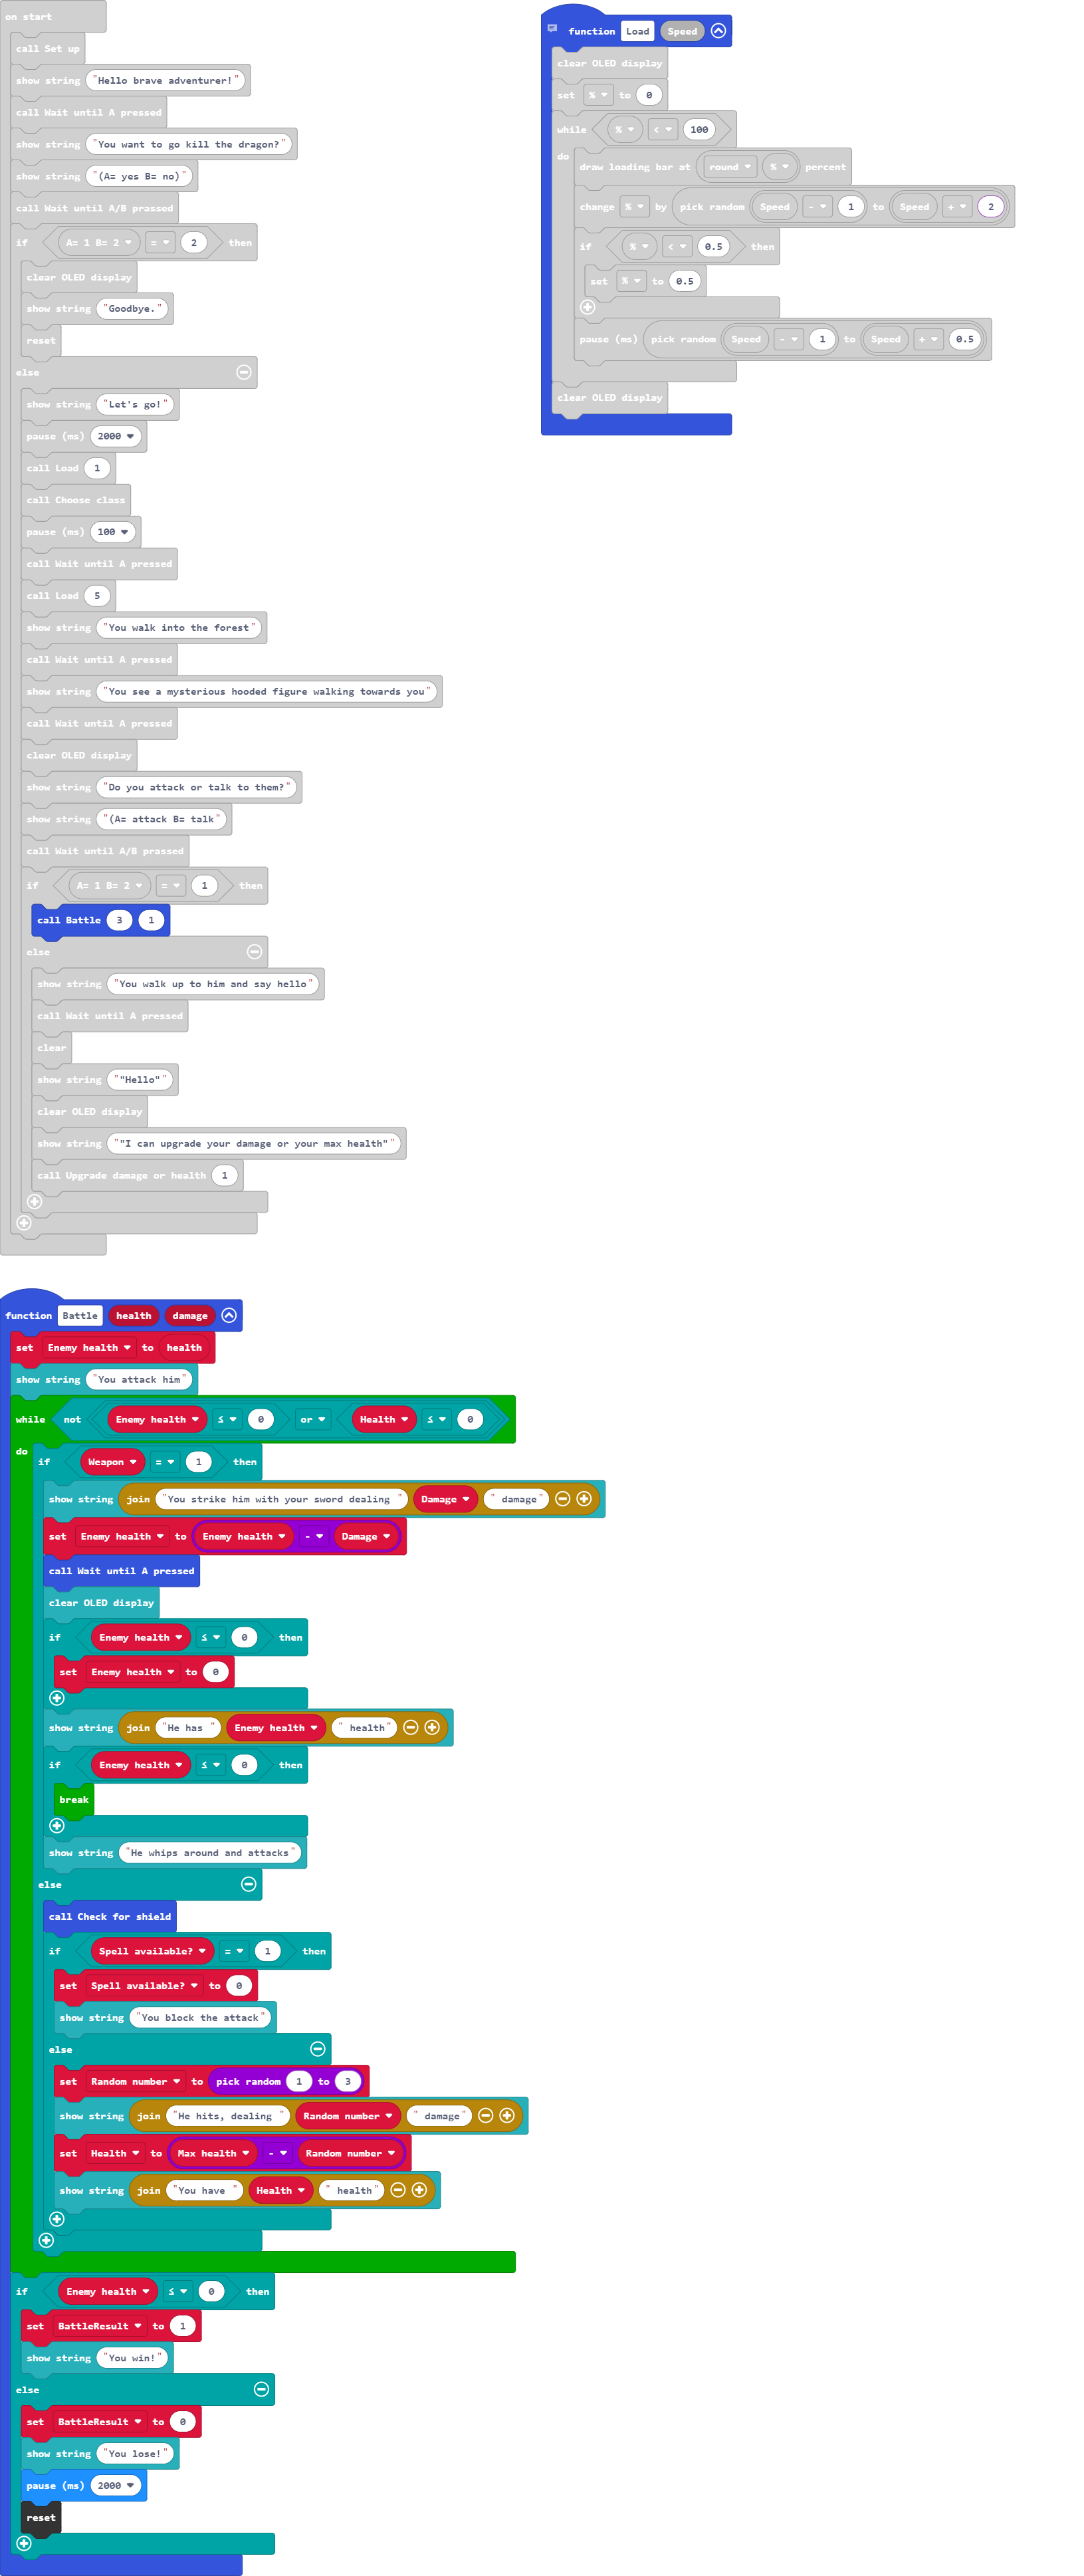 on start
call Set up
show string "Hello brave adventurer!"
call Wait until A pressed
show string "You want to go kill the dragon?"
show string "(A= yes B= no)"
call Wait until A/B prassed
if A= 1 B= 2 = 2 then
clear OLED display
show string "Goodbye."
reset
else
show string "Let's go!"
pause (ms) 2000
call Load 1
call Choose class
pause (ms) 100
call Wait until A pressed
call Load 5
show string "You walk into the forest"
call Wait until A pressed
show string "You see a mysterious hooded figure walking towards you"
call Wait until A pressed
clear OLED display
show string "Do you attack or talk to them?"
show string "(A= attack B= talk"
call Wait until A/B prassed
if A= 1 B= 2 = 1 then
call Battle 3 1
else
show string "You walk up to him and say hello"
call Wait until A pressed
clear
show string ""Hello""
clear OLED display
show string ""I can upgrade your damage or your max health""
call Upgrade damage or health 1
function Load Speed
clear OLED display
set % to 0
while % < 100
do
draw loading bar at round % percent
change % by pick random Speed - 1 to Speed + 2
if % < 0.5 then
set % to 0.5
pause (ms) pick random Speed - 1 to Speed + 0.5
clear OLED display
function Battle health damage
set Enemy health to health
show string "You attack him"
while not Enemy health ≤ 0 or Health ≤ 0
do
if Weapon = 1 then
show string join "You strike him with your sword dealing " Damage " damage"
set Enemy health to Enemy health - Damage
call Wait until A pressed
clear OLED display
if Enemy health ≤ 0 then
set Enemy health to 0
show string join "He has " Enemy health " health"
if Enemy health ≤ 0 then
break
show string "He whips around and attacks"
else
call Check for shield
if Spell available? = 1 then
set Spell available? to 0
show string "You block the attack"
else
set Random number to pick random 1 to 3
show string join "He hits, dealing " Random number " damage"
set Health to Max health - Random number
show string join "You have " Health " health"
if Enemy health ≤ 0 then
set BattleResult to 1
show string "You win!"
else
set BattleResult to 0
show string "You lose!"
pause (ms) 2000
reset